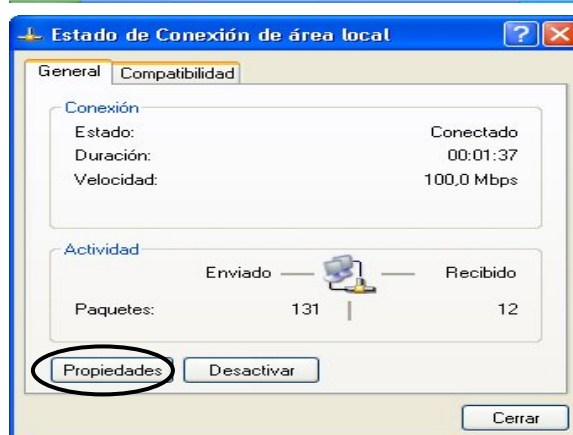 Estado de Conexión de área local
General Compatibilidad
Conexión
Estado: Conectado
Duración: 00:01:37
Velocidad: 100,0 Mbps
Actividad
Enviado Recibido
Paquetes: 131 12
Propiedades Desactivar
Cerrar